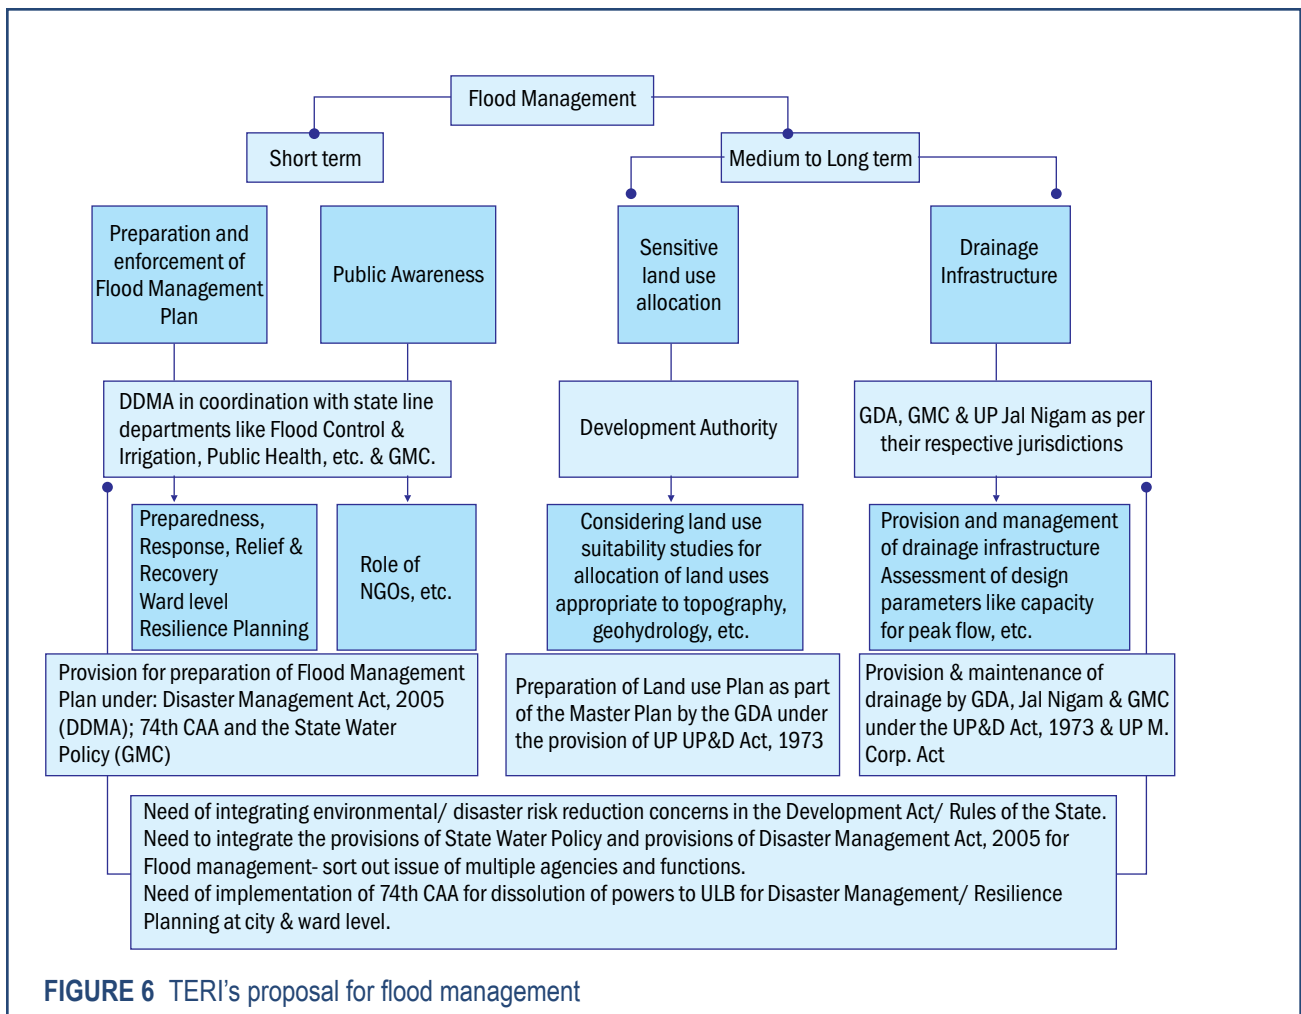 Flood Management
Short term
Medium to Long term
Preparation and
enforcement of
Flood Management
Plan
Public Awareness
Sensitive
land use
allocation
Drainage
Infrastructure
DDMA in coordination with state line
departments like Flood Control &
Irrigation, Public Health, etc. & GMC.
Development Authority
GDA, GMC & UP Jal Nigam as per
their respective jurisdictions
Preparedness,
Response, Relief &
Recovery
Ward level
Resilience Planning
Role of
NGOs, etc.
Considering land use
suitability studies for
allocation of land uses
appropriate to topography,
geohydrology, etc.
Provision and management
of drainage infrastructure
Assessment of design
parameters like capacity
for peak flow, etc.
Provision for preparation of Flood Management
Plan under: Disaster Management Act, 2005
(DDMA); 74th CAA and the State Water
Policy (GMC)
Preparation of Land use Plan as part
of the Master Plan by the GDA under
the provision of UP UP&D Act, 1973
Provision & maintenance of
drainage by GDA, Jal Nigam & GMC
under the UP&D Act, 1973 & UP M.
Corp. Act
Need of integrating environmental/ disaster risk reduction concerns in the Development Act/ Rules of the State.
Need to integrate the provisions of State Water Policy and provisions of Disaster Management Act, 2005 for
Flood management- sort out issue of multiple agencies and functions.
Need of implementation of 74th CAA for dissolution of powers to ULB for Disaster Management/ Resilience
Planning at city & ward level.
FIGURE 6 TERI's proposal for flood management